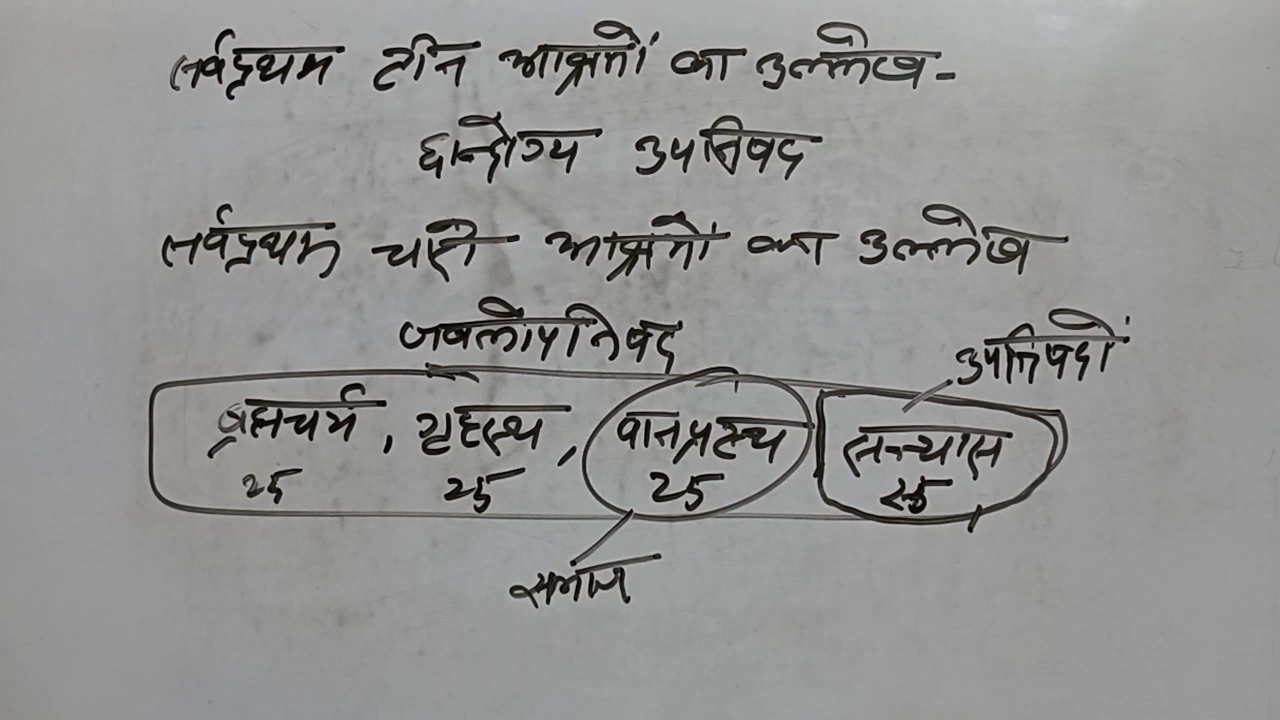 सर्वप्रथम तीन आश्रमों का उल्लेख -
छान्दोग्य उपनिषद
सर्वप्रथम चारो आश्रमों का उल्लेख
जबलोपनिषद
उपनिषदों
ब्रह्मचर्य, गृहस्थ, वानप्रस्थ सन्यास
25 25 25 25
समाज